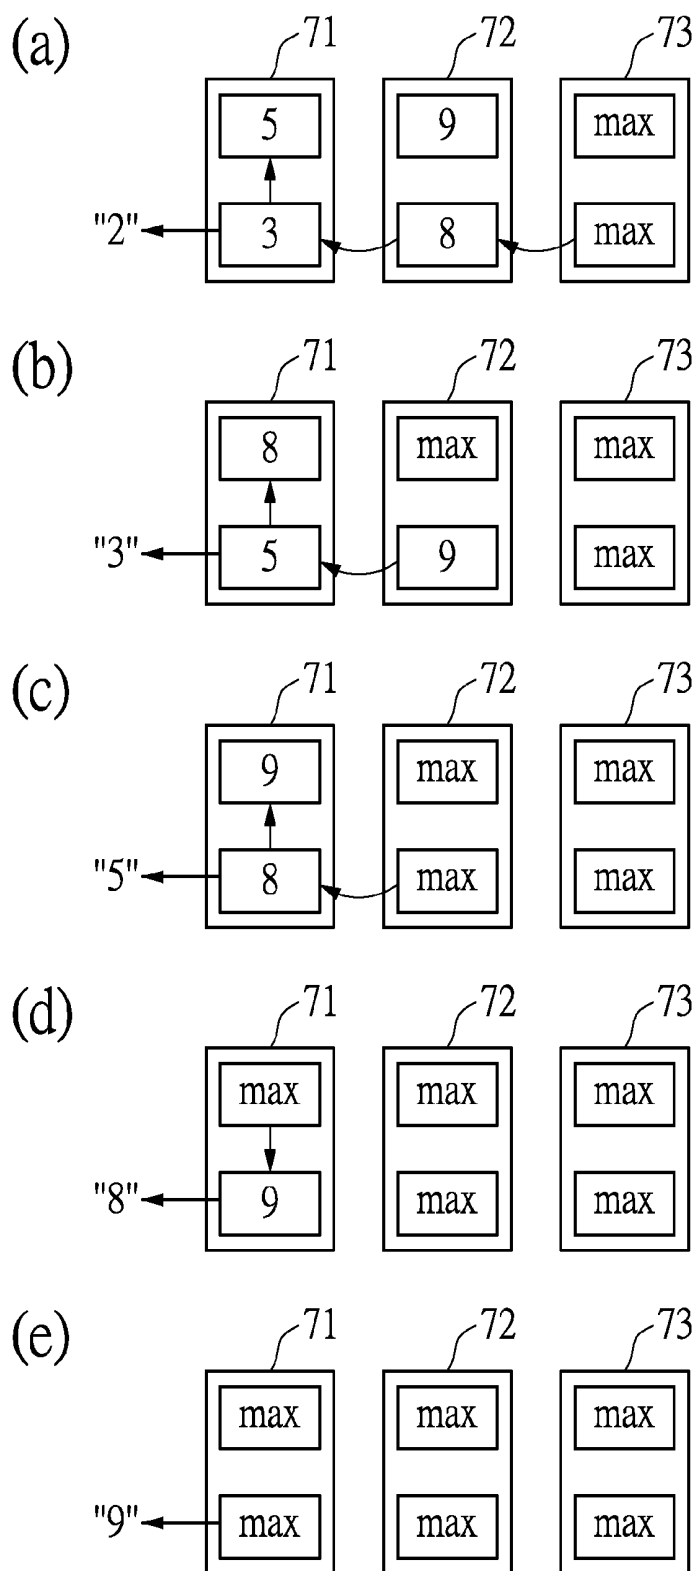 (a) 71 72 73
5 9 max
"2" 3 8 max
(b) 71 72 73
8 max max
"3" 5 9 max
(c) 71 72 73
9 max max
"5" 8 max max
(d) 71 72 73
max max max
"8" 9 max max
(e) 71 72 73
max max max
"9" max max max